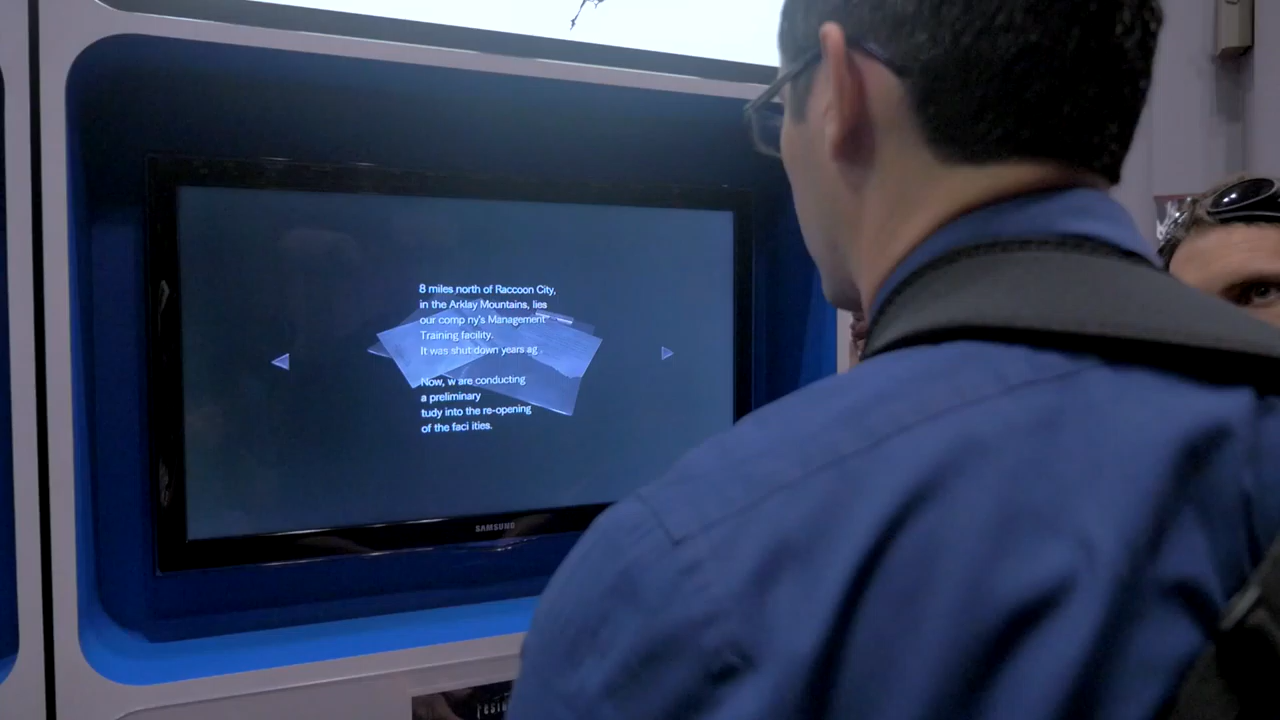 8 miles north of Raccoon City,
in the Arklay Mountains, lies
our comp ny's Management
Training facility.
It was shut down years ag
Now, w are conducting
a preliminary
tudy into the re-opening
of the faci ities.
SAMSUNG